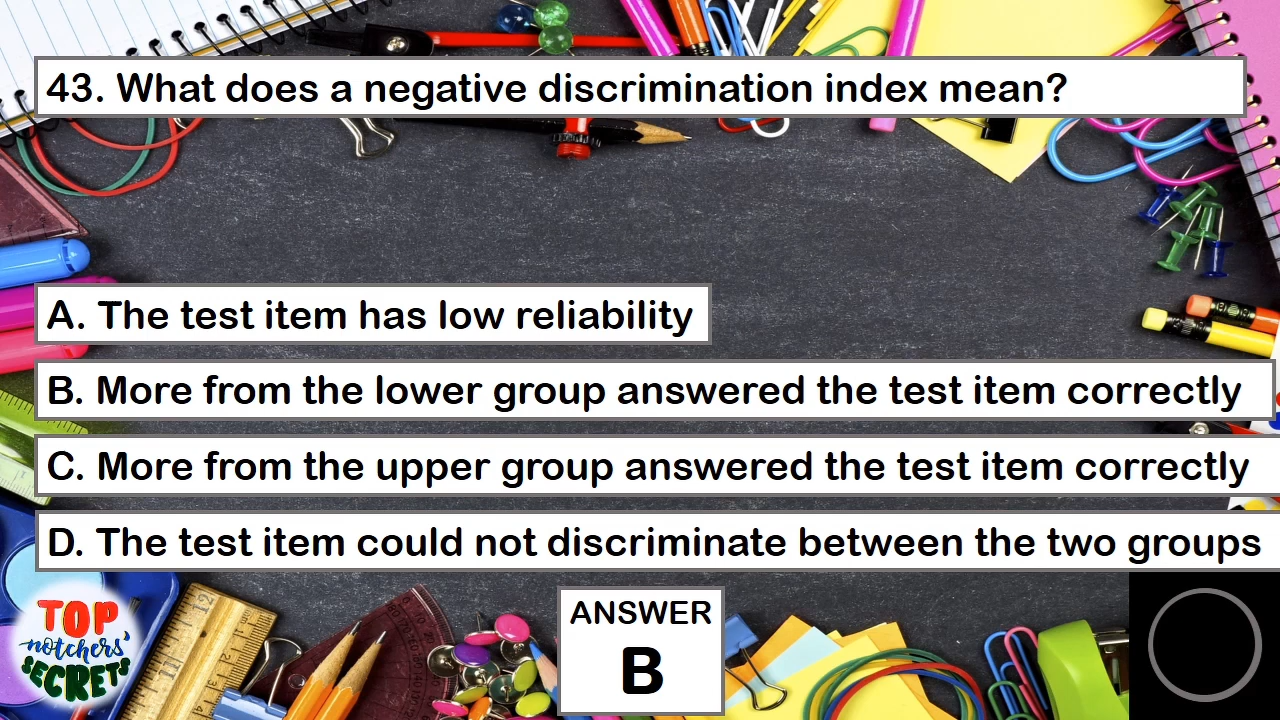 43. What does a negative discrimination index mean?
A. The test item has low reliability
B. More from the lower group answered the test item correctly
C. More from the upper group answered the test item correctly
D. The test item could not discriminate between the two groups
ANSWER
B
TOP
notchers'
SECRETS
12
11